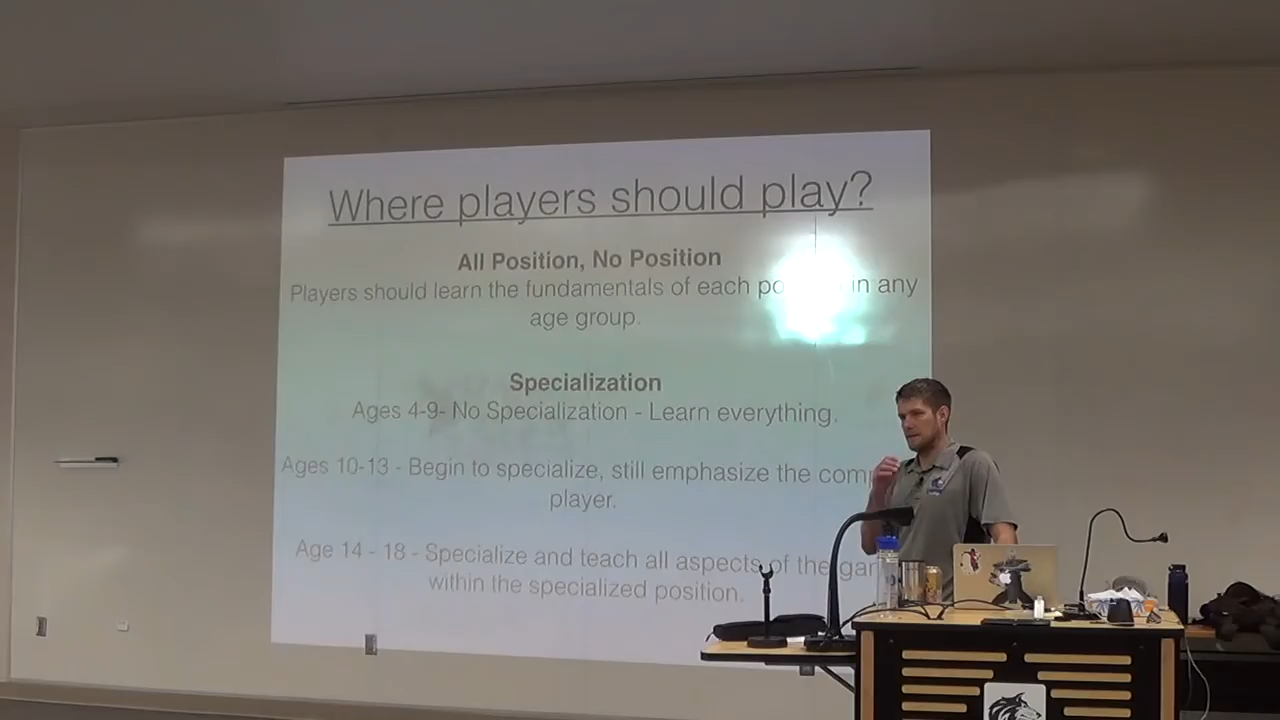 Where players should play?
All Position, No Position
Players should learn the fundamentals of each in any
age group.
Specialization
Ages 4-9- No Specialization - Learn everything.
Ages 10-13 - Begin to specialize, still emphasize the
player.
Age 14 - 18 - Specialize and teach all aspects of the
within the specialized position.